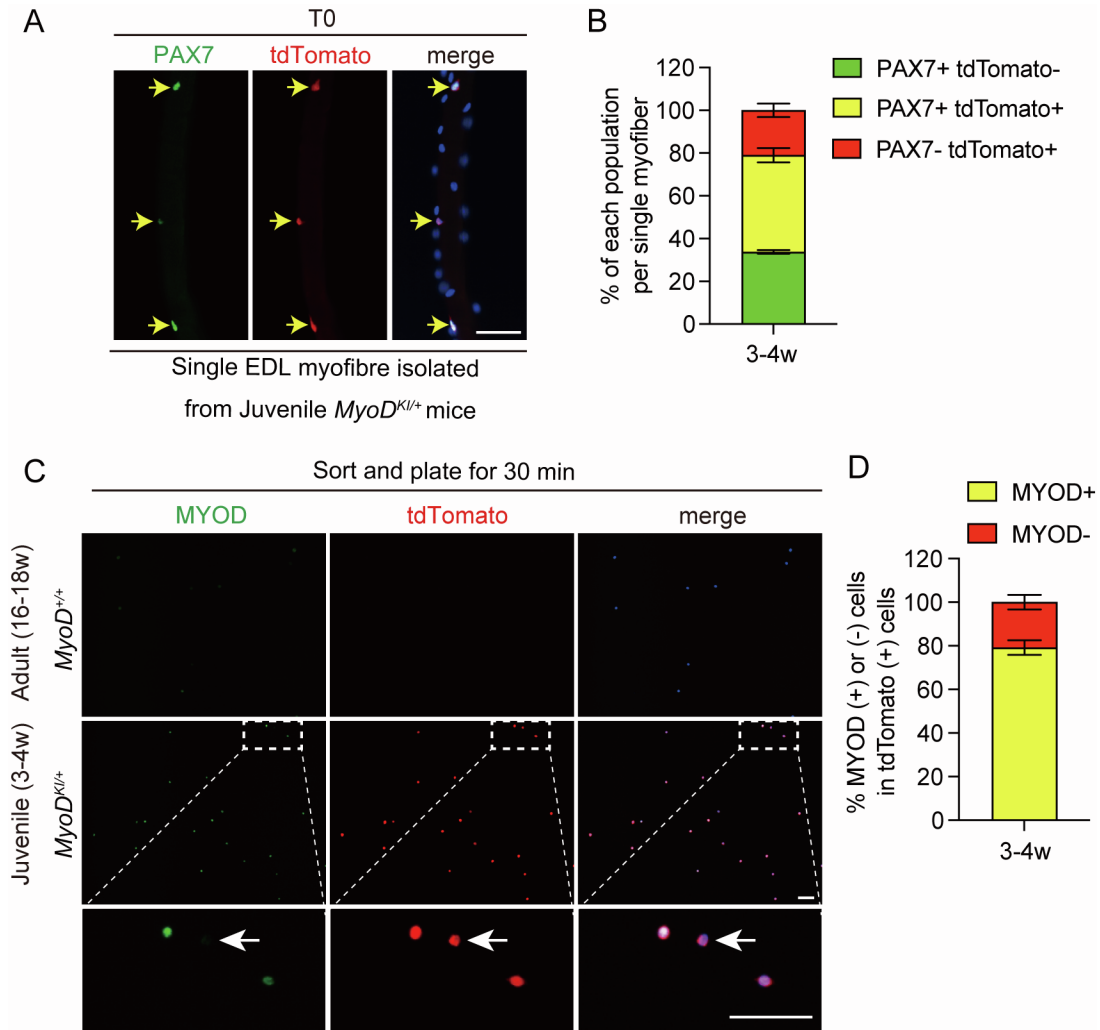 A
T0
PAX7
tdTomato
merge
Single EDL myofibre isolated
from Juvenile MyoD^KI/+ mice
B
% of each population
per single myofiber
120
100
80
60
40
20
0
3-4w
PAX7+ tdTomato-
PAX7+ tdTomato+
PAX7- tdTomato+
C
Sort and plate for 30 min
MYOD
tdTomato
merge
Adult (16-18w)
MyoD^+/+
Juvenile (3-4w)
MyoD^KI/+
D
MYOD+
MYOD-
% MYOD (+) or (-) cells
in tdTomato (+) cells
120
100
80
60
40
20
0
3-4w